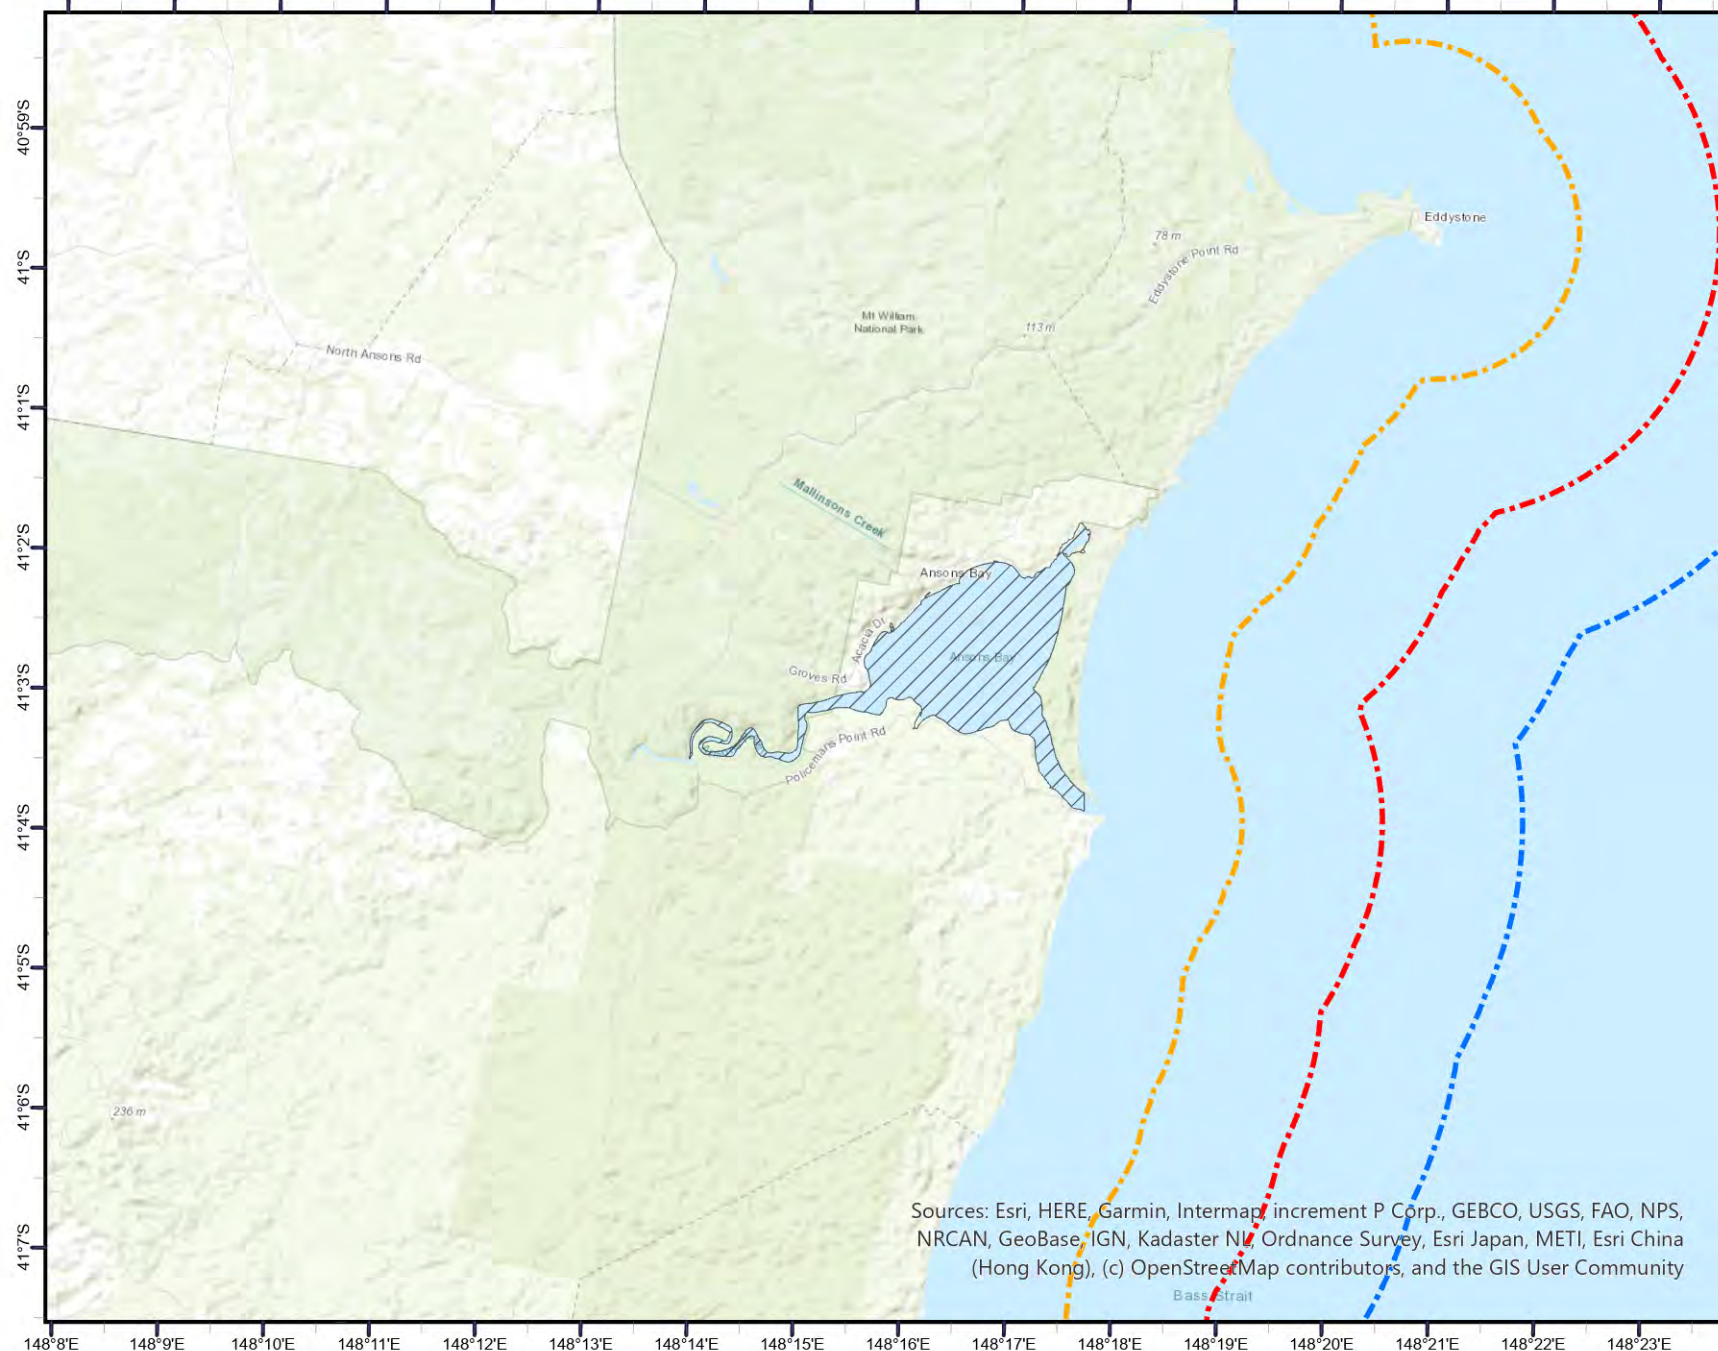 40°59'S
Eddystone
78 m
Eddystone Point Rd
41°S
Mt William
National Park
113 m
North Ansons Rd
41°1'S
Mallinsons Creek
41°2'S
Ansons Bay
Acacia Dr
Ansons Bay
Groves Rd
41°3'S
Policemans Point Rd
41°4'S
41°5'S
41°6'S
236 m
Sources: Esri, HERE, Garmin, Intermap, increment P Corp., GEBCO, USGS, FAO, NPS,
NRCAN, GeoBase, IGN, Kadaster NL, Ordnance Survey, Esri Japan, METI, Esri China
(Hong Kong), (c) OpenStreetMap contributors, and the GIS User Community
41°7'S
Bass Strait
148°8'E 148°9'E 148°10'E 148°11'E 148°12'E 148°13'E 148°14'E 148°15'E 148°16'E 148°17'E 148°18'E 148°19'E 148°20'E 148°21'E 148°22'E 148°23'E